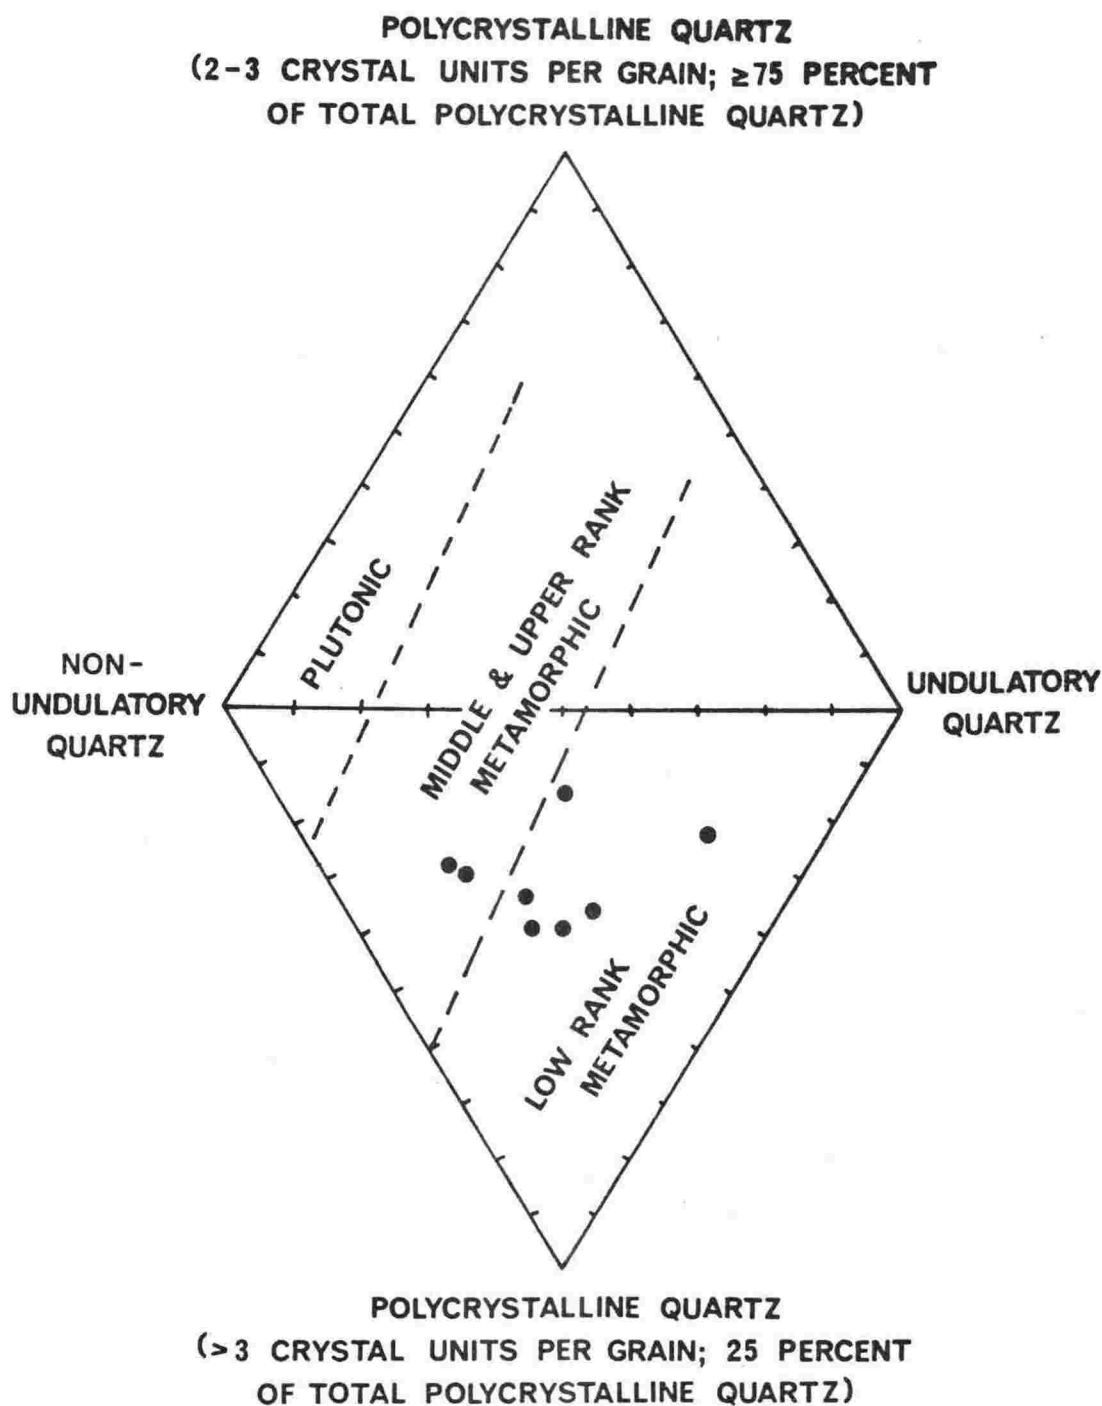 POLYCRYSTALLINE QUARTZ
(2-3 CRYSTAL UNITS PER GRAIN; ≥75 PERCENT
OF TOTAL POLYCRYSTALLINE QUARTZ)
PLUTONIC
MIDDLE & UPPER RANK
METAMORPHIC
NON-
UNDULATORY
QUARTZ
UNDULATORY
QUARTZ
LOW RANK
METAMORPHIC
POLYCRYSTALLINE QUARTZ
(>3 CRYSTAL UNITS PER GRAIN; 25 PERCENT
OF TOTAL POLYCRYSTALLINE QUARTZ)